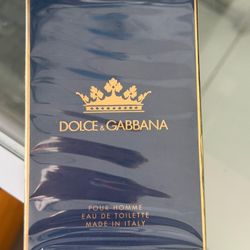 DOLCE & GABBANA
POUR HOMME
EAU DE TOILETTE
MADE IN ITALY